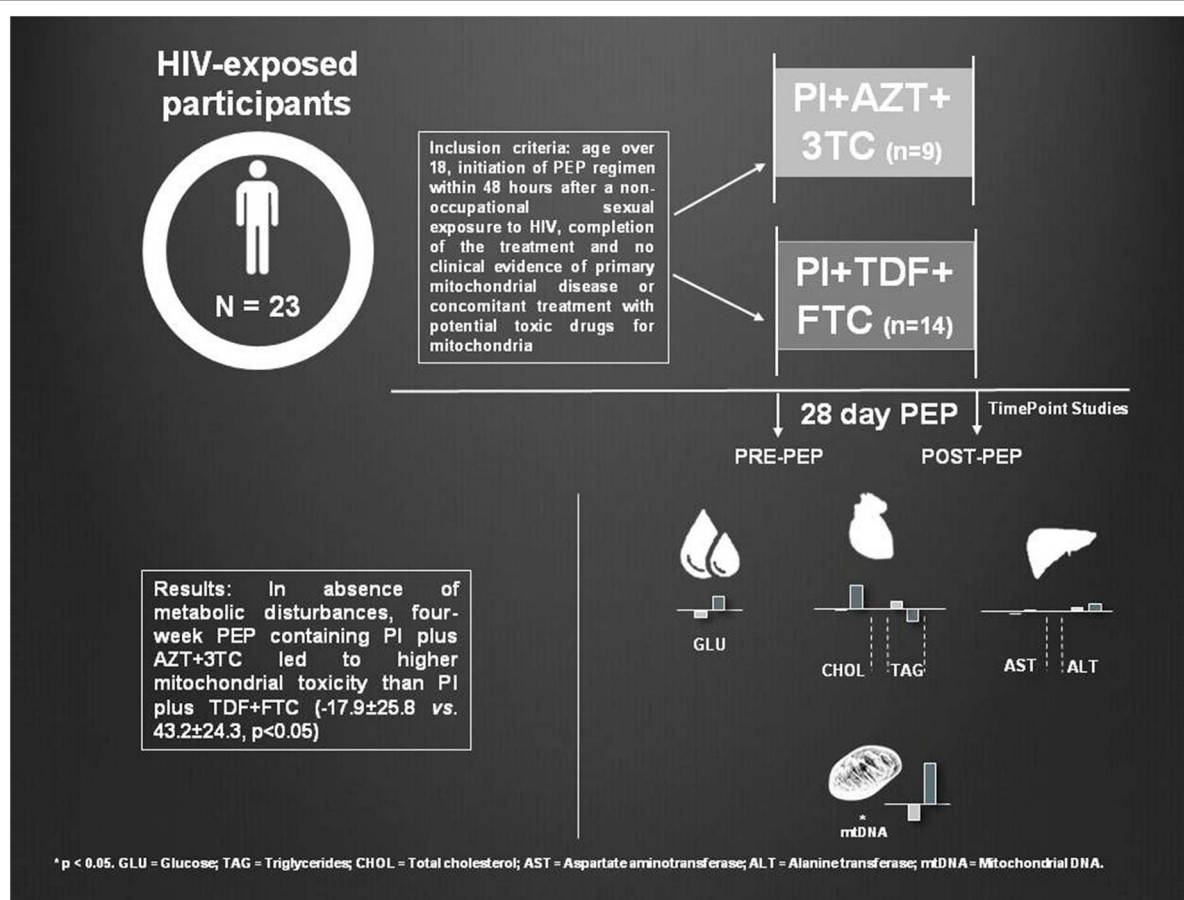 HIV-exposed
participants
N = 23
Inclusion criteria: age over
18, initiation of PEP regimen
within 48 hours after a non-
occupational sexual
exposure to HIV, completion
of the treatment and no
clinical evidence of primary
mitochondrial disease or
concomitant treatment with
potential toxic drugs for
mitochondria
PI+AZT+
3TC (n=9)
PI+TDF+
FTC (n=14)
28 day PEP
TimePoint Studies
PRE-PEP
POST-PEP
Results: In absence of
metabolic disturbances, four-
week PEP containing PI plus
AZT+3TC led to higher
mitochondrial toxicity than PI
plus TDF+FTC (-17.9±25.8 vs.
43.2±24.3, p<0.05)
GLU
CHOL
TAG
AST
ALT
*
mtDNA
* p < 0.05. GLU = Glucose; TAG = Triglycerides; CHOL = Total cholesterol; AST = Aspartate aminotransferase; ALT = Alanine transferase; mtDNA = Mitochondrial DNA.